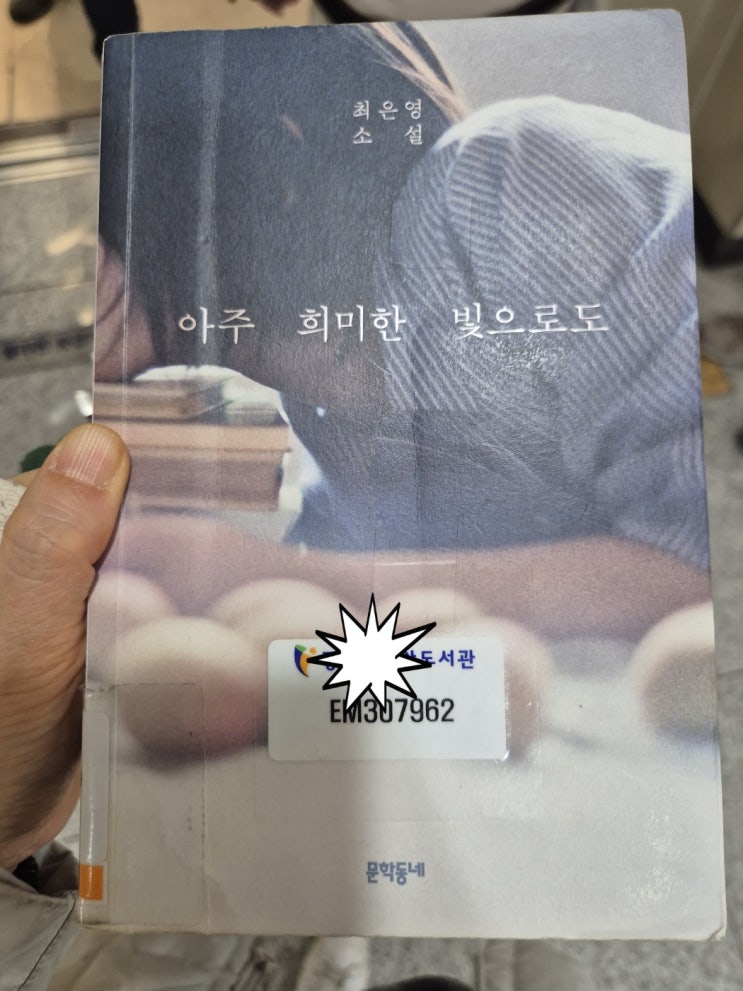 최은영
소 설
아주 희미한 빛으로도
도서관
EM307962
문학동네